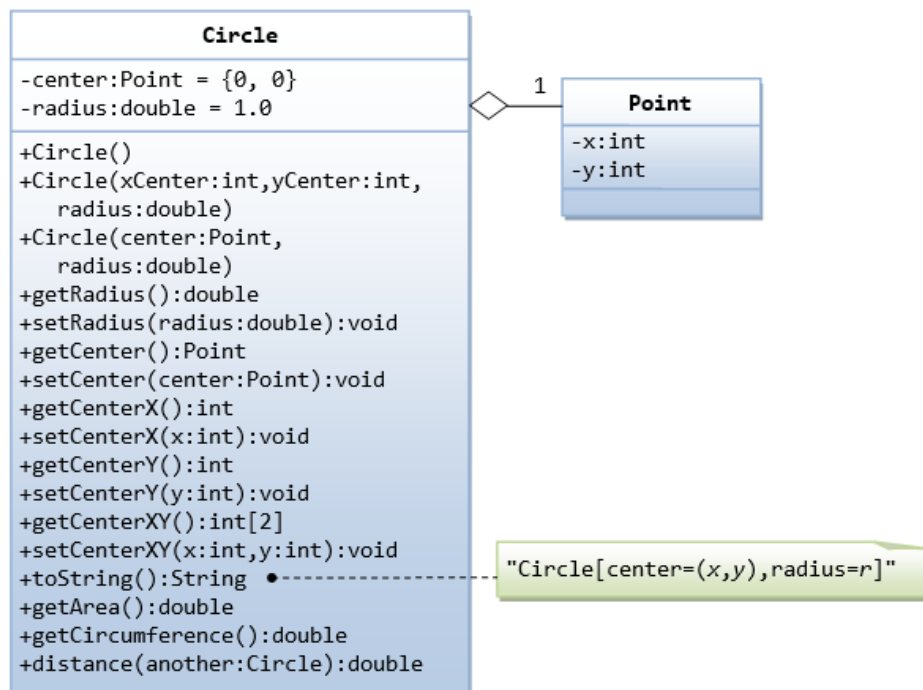 Circle
-center:Point = {0, 0}
-radius:double = 1.0
+Circle()
+Circle(xCenter:int,yCenter:int,
radius:double)
+Circle(center:Point,
radius:double)
+getRadius():double
+setRadius(radius:double):void
+getCenter():Point
+setCenter(center:Point):void
+getCenterX():int
+setCenterX(x:int):void
+getCenterY():int
+setCenterY(y:int):void
+getCenterXY():int[2]
+setCenterXY(x:int,y:int):void
+toString():String
+getArea():double
+getCircumference():double
+distance(another:Circle):double
1
Point
-x:int
-y:int
"Circle[center=(x,y),radius=r]"